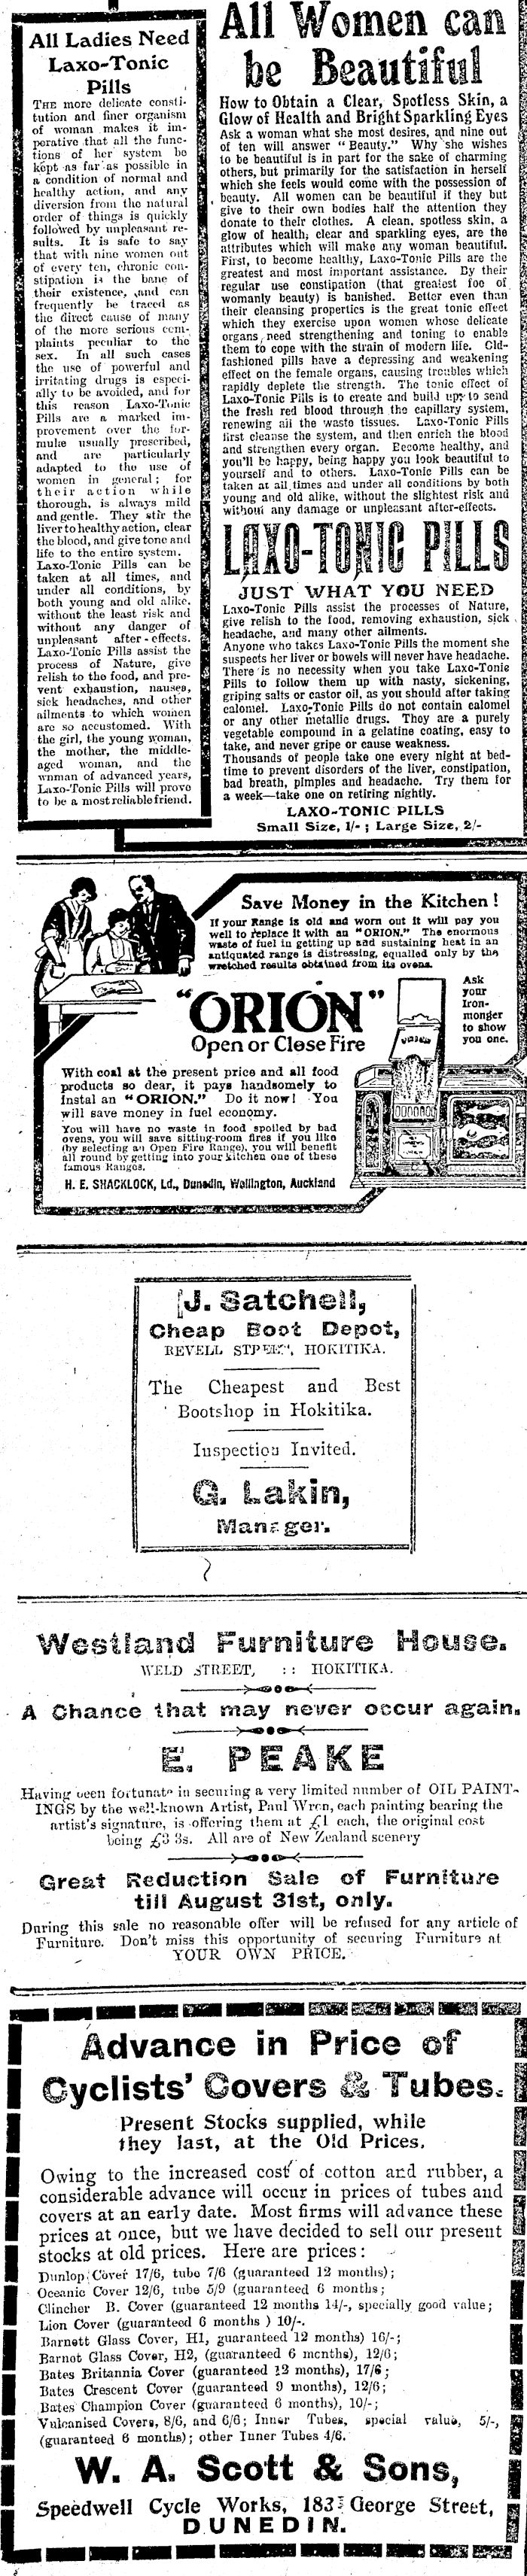 All Ladies Need
Laxo-Tonic
Pills
THE more delicate consti-
tution and finer organism
of woman makes it im-
perative that all the func-
tions of her system be
kept as far as possible in
a condition of normal and
healthy action, and any
diversion from the natural
order of things is quickly
followed by unpleasant re-
sults. It is safe to say
that with nine women out
of every ten, chronic con-
stipation is the bane of
their existence, and can
frequently be traced as
the direct cause of many
of the more serious com-
plaints peculiar to the
sex. In all such cases
the use of powerful and
irritating drugs is especi-
ally to be avoided, and for
this reason Laxo-Tonic
Pills are a marked im-
provement over the for-
mulæ usually prescribed,
and are particularly
adapted to the use of
women in general; for
their action while
thorough, is always mild
and gentle. They stir the
liver to healthy action, clear
the blood, and give tone and
life to the entire system.
Laxo-Tonic Pills can be
taken at all times, and
under all conditions, by
both young and old alike.
without the least risk and
without any danger of
unpleasant after-effects.
Laxo-Tonic Pills assist the
process of Nature, give
relish to the food, and pre-
vent exhaustion, nausea,
sick headaches, and other
ailments to which women
are so accustomed. With
the girl, the young woman,
the mother, the middle-
aged woman, and the
woman of advanced years,
Laxo-Tonic Pills will prove
to be a most reliable friend.
All Women can
be Beautiful
How to Obtain a Clear, Spotless Skin, a
Glow of Health and Bright Sparkling Eyes
Ask a woman what she most desires, and nine out
of ten will answer "Beauty." Why she wishes
to be beautiful is in part for the sake of charming
others, but primarily for the satisfaction in herself
which she feels would come with the possession of
beauty. All women can be beautiful if they but
give to their own bodies half the attention they
donate to their clothes. A clean, spotless skin, a
glow of health, clear and sparkling eyes, are the
attributes which will make any woman beautiful.
First, to become healthy, Laxo-Tonic Pills are the
greatest and most important assistance. By their
regular use constipation (that greatest foe of
womanly beauty) is banished. Better even than
their cleansing properties is the great tonic effect
which they exercise upon women whose delicate
organs need strengthening and toning to enable
them to cope with the strain of modern life. Old-
fashioned pills have a depressing and weakening
effect on the female organs, causing troubles which
rapidly deplete the strength. The tonic effect of
Laxo-Tonic Pills is to create and build up; to send
the fresh red blood through the capillary system,
renewing all the waste tissues. Laxo-Tonic Pills
first cleanse the system, and then enrich the blood
and strengthen every organ. Become healthy, and
you'll be happy, being happy you look beautiful to
yourself and to others. Laxo-Tonic Pills can be
taken at all times and under all conditions by both
young and old alike, without the slightest risk and
without any damage or unpleasant after-effects.
LAXO-TONIC PILLS
JUST WHAT YOU NEED
Laxo-Tonic Pills assist the processes of Nature,
give relish to the food, removing exhaustion, sick
headache, and many other ailments.
Anyone who takes Laxo-Tonic Pills the moment she
suspects her liver or bowels will never have headache.
There is no necessity when you take Laxo-Tonic
Pills to follow them up with nasty, sickening,
griping salts or castor oil, as you should after taking
calomel. Laxo-Tonic Pills do not contain calomel
or any other metallic drugs. They are a purely
vegetable compound in a gelatine coating, easy to
take, and never gripe or cause weakness.
Thousands of people take one every night at bed-
time to prevent disorders of the liver, constipation,
bad breath, pimples and headache. Try them for
a week—take one on retiring nightly.
LAXO-TONIC PILLS
Small Size, 1/- ; Large Size, 2/-
Save Money in the Kitchen!
If your Range is old and worn out it will pay you
well to replace it with an "ORION." The enormous
waste of fuel in getting up and sustaining heat in an
antiquated range is distressing, equalled only by the
wretched results obtained from its ovens.
"ORION"
Open or Close Fire
Ask
your
Iron-
monger
to show
you one.
With coal at the present price and all food
products so dear, it pays handsomely to
instal an "ORION." Do it now! You
will save money in fuel economy.
You will have no waste in food spoiled by bad
ovens, you will save sitting-room fires if you like
(by selecting an Open Fire Range), you will benefit
all round by getting into your kitchen one of these
famous Ranges.
H. E. SHACKLOCK, Ld., Dunedin, Wellington, Auckland
J. Satchell,
Cheap Boot Depot,
REVELL STREET, HOKITIKA.
The Cheapest and Best
Bootshop in Hokitika.
Inspection Invited.
G. Lakin,
Manager.
Westland Furniture House.
WELD STREET, :: HOKITIKA.
A Chance that may never occur again.
E. PEAKE
Having been fortunate in securing a very limited number of OIL PAINT-
INGS by the well-known Artist, Paul Wren, each painting bearing the
artist's signature, is offering them at £1 each, the original cost
being £3 3s. All are of New Zealand scenery
Great Reduction Sale of Furniture
till August 31st, only.
During this sale no reasonable offer will be refused for any article of
Furniture. Don't miss this opportunity of securing Furniture at
YOUR OWN PRICE.
Advance in Price of
Cyclists' Covers & Tubes.
Present Stocks supplied, while
they last, at the Old Prices.
Owing to the increased cost of cotton and rubber, a
considerable advance will occur in prices of tubes and
covers at an early date. Most firms will advance these
prices at once, but we have decided to sell our present
stocks at old prices. Here are prices:
Dunlop Cover 17/6, tube 7/6 (guaranteed 12 months);
Oceanic Cover 12/6, tube 5/9 (guaranteed 6 months;
Clincher B. Cover (guaranteed 12 months 14/-, specially good value;
Lion Cover (guaranteed 6 months ) 10/-.
Barnett Glass Cover, H1, guaranteed 12 months) 16/-;
Barnot Glass Cover, H2, (guaranteed 6 months), 12/6;
Bates Britannia Cover (guaranteed 12 months), 17/6;
Bates Crescent Cover (guaranteed 9 months), 12/6;
Bates Champion Cover (guaranteed 6 months), 10/-;
Vulcanised Covers, 8/6, and 6/6; Inner Tubes, special value, 5/-,
(guaranteed 6 months); other Inner Tubes 4/6.
W. A. Scott & Sons,
Speedwell Cycle Works, 183 George Street,
DUNEDIN.